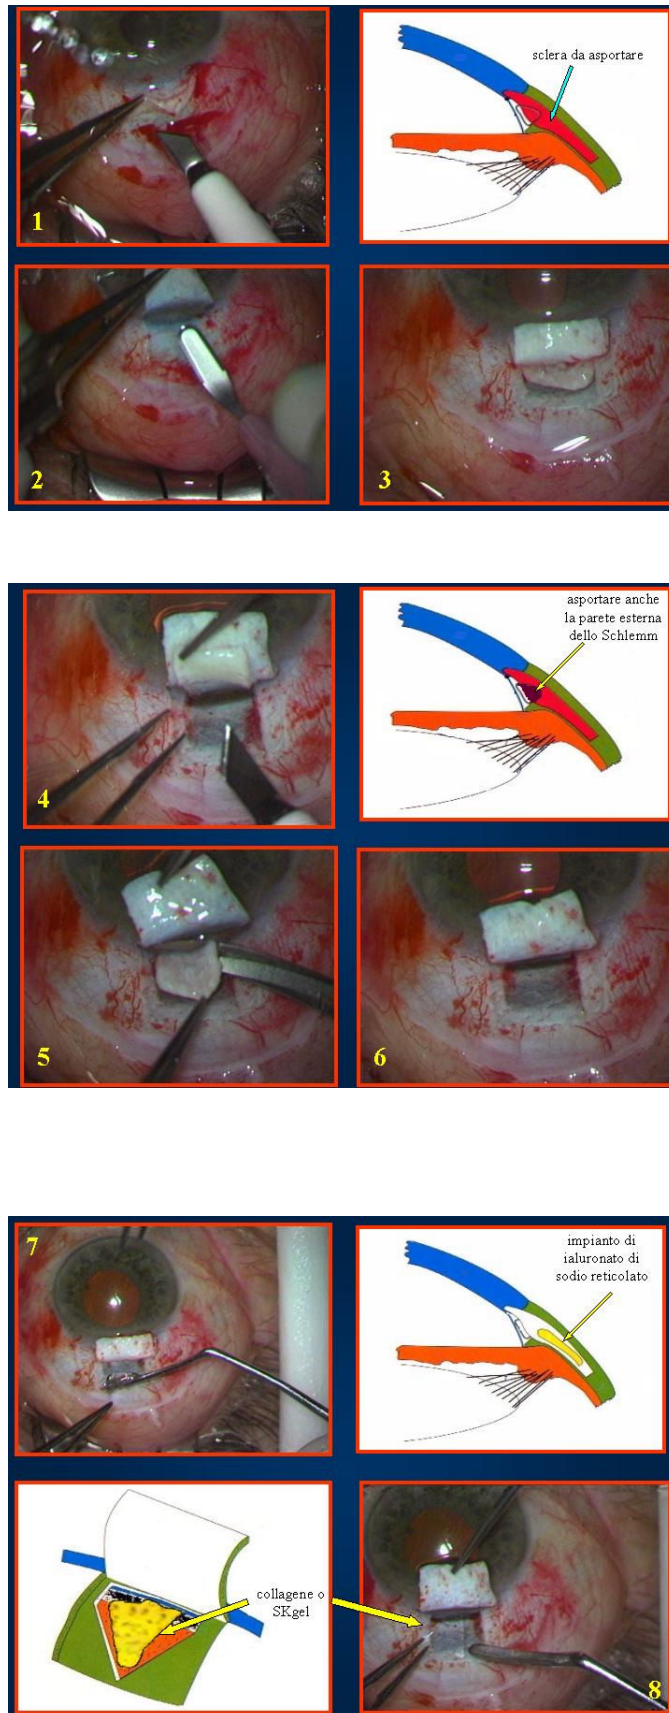 1
sclera da asportare
2
3
4
asportare anche
la parete esterna
dello Schlemm
5
6
7
impianto di
ialuronato di
sodio reticolato
collagene o
SKgel
8